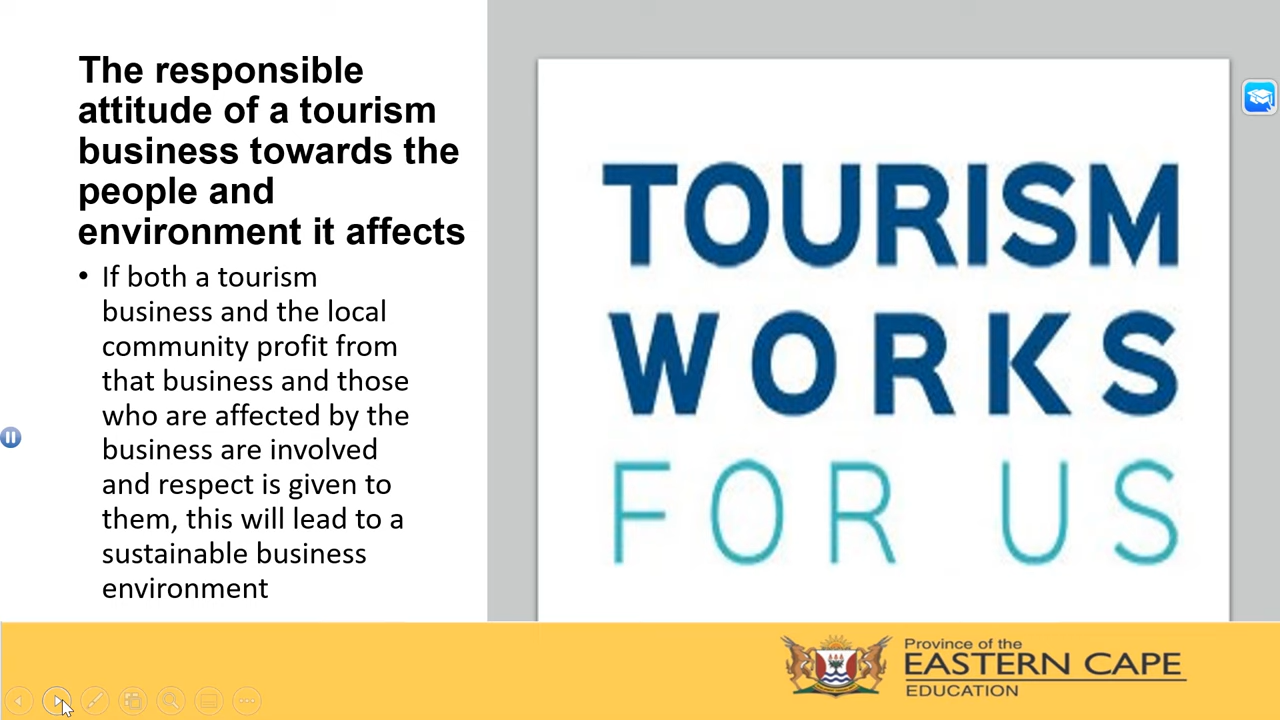 The responsible
attitude of a tourism
business towards the
people and
environment it affects
• If both a tourism
business and the local
community profit from
that business and those
who are affected by the
business are involved
and respect is given to
them, this will lead to a
sustainable business
environment
TOURISM
WORKS
FOR US
Province of the
EASTERN CAPE
EDUCATION